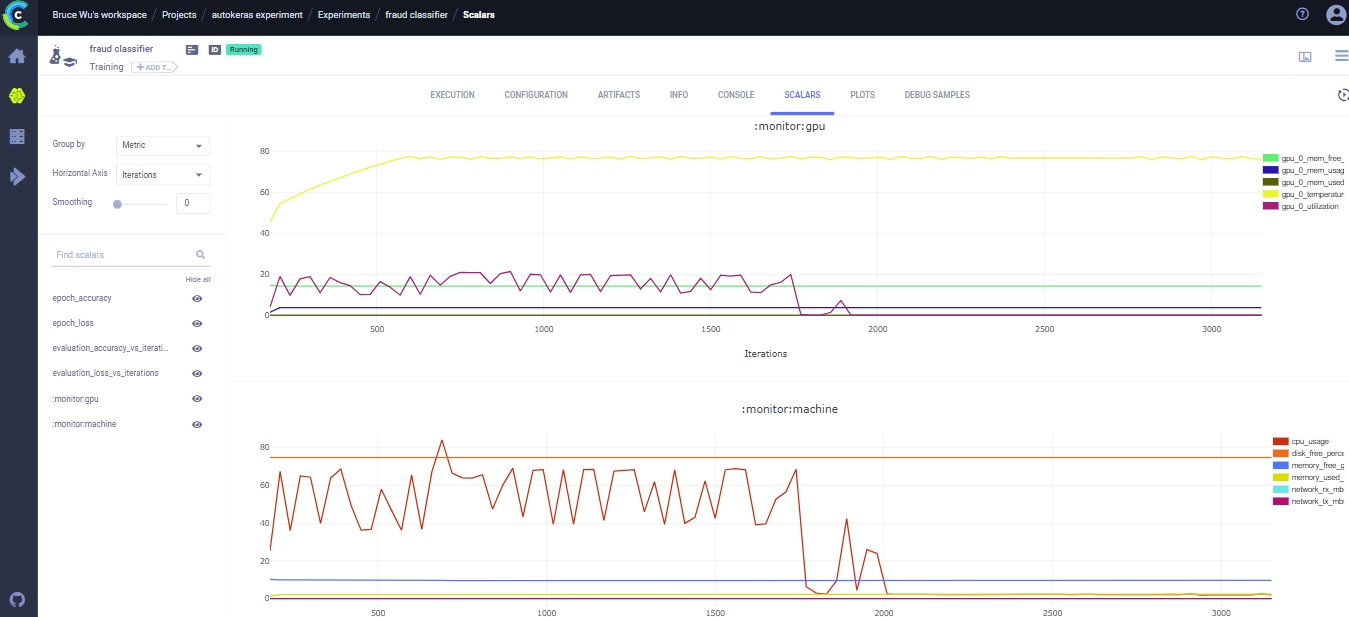 Bruce Wu's workspace / Projects / autokeras experiment / Experiments / fraud classifier / Scalars
fraud classifier ID Running
Training + ADD T...
EXECUTION CONFIGURATION ARTIFACTS INFO CONSOLE SCALARS PLOTS DEBUG SAMPLES
Group by Metric
Horizontal Axis Iterations
Smoothing 0
Find scalars
Hide all
epoch_accuracy
epoch_loss
evaluation_accuracy_vs_iterati...
evaluation_loss_vs_iterations
:monitor:gpu
:monitor:machine
:monitor:gpu
80
60
40
20
0
500 1000 1500 2000 2500 3000
Iterations
gpu_0_mem_free_
gpu_0_mem_usag
gpu_0_mem_used
gpu_0_temperatur
gpu_0_utilization
:monitor:machine
80
60
40
20
0
500 1000 1500 2000 2500 3000
cpu_usage
disk_free_perce
memory_free_g
memory_used_
network_rx_mb
network_tx_mb